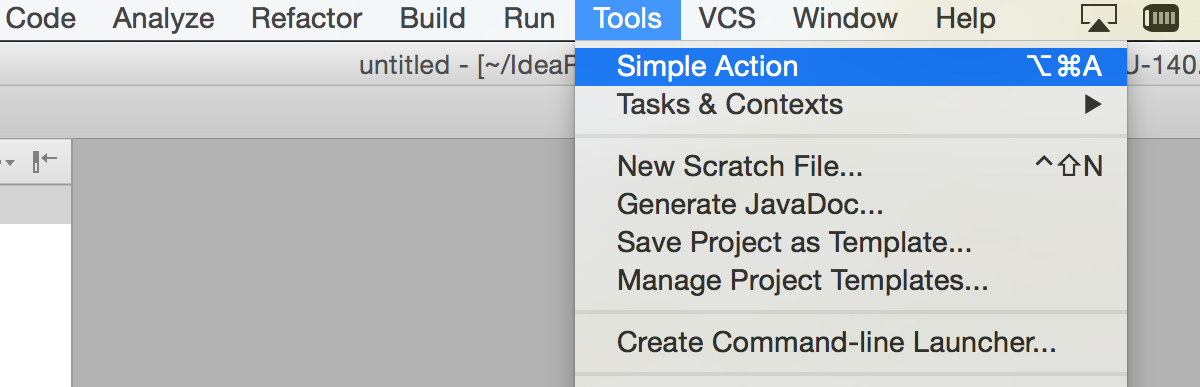 Code Analyze Refactor Build Run Tools VCS Window Help
untitled - [~/IdeaP U-140.
Simple Action ⌥⌘A
Tasks & Contexts ▶
New Scratch File... ^⇧N
Generate JavaDoc...
Save Project as Template...
Manage Project Templates...
Create Command-line Launcher...